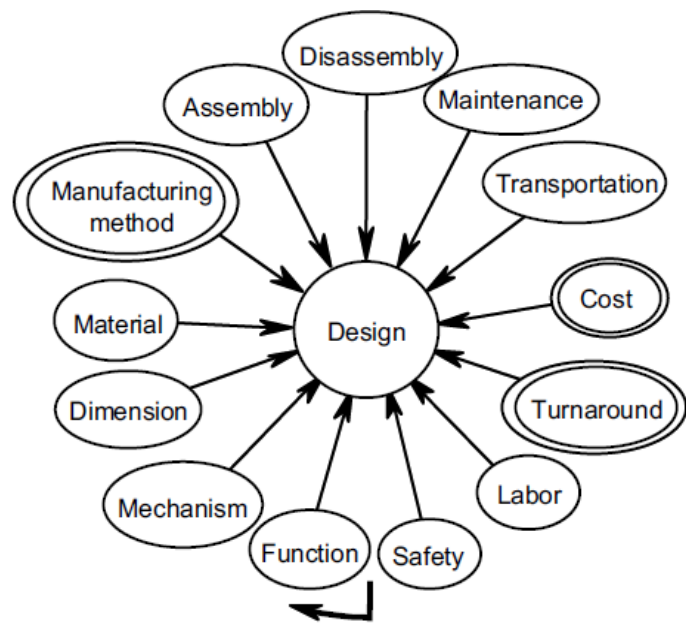 Disassembly
Assembly
Maintenance
Manufacturing
method
Transportation
Cost
Material
Design
Dimension
Turnaround
Mechanism
Labor
Function
Safety